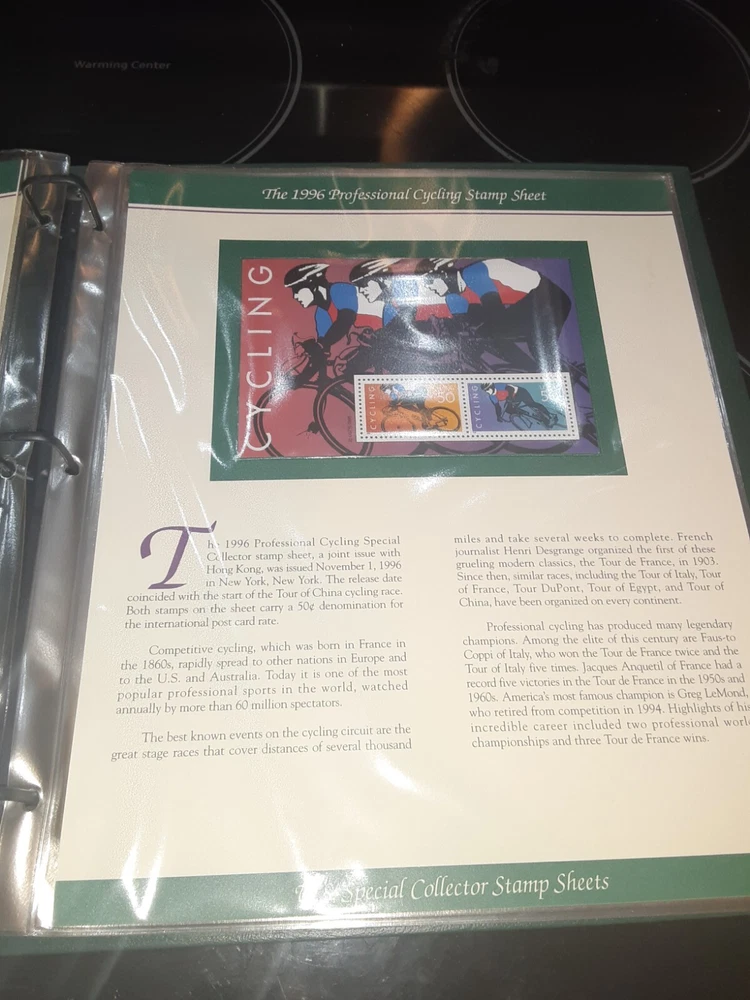 Warming Center
The 1996 Professional Cycling Stamp Sheet
CYCLING
CYCLING
50
CYCLING
The 1996 Professional Cycling Special
Collector stamp sheet, a joint issue with
Hong Kong, was issued November 1, 1996
in New York, New York. The release date
coincided with the start of the Tour of China cycling race.
Both stamps on the sheet carry a 50¢ denomination for
the international post card rate.
Competitive cycling, which was born in France in
the 1860s, rapidly spread to other nations in Europe and
to the U.S. and Australia. Today it is one of the most
popular professional sports in the world, watched
annually by more than 60 million spectators.
The best known events on the cycling circuit are the
great stage races that cover distances of several thousand
miles and take several weeks to complete. French
journalist Henri Desgrange organized the first of these
grueling modern classics, the Tour de France, in 1903.
Since then, similar races, including the Tour of Italy, Tour
of France, Tour DuPont, Tour of Egypt, and Tour of
China, have been organized on every continent.
Professional cycling has produced many legendary
champions. Among the elite of this century are Faus-to
Coppi of Italy, who won the Tour de France twice and the
Tour of Italy five times. Jacques Anquetil of France had a
record five victories in the Tour de France in the 1950s and
1960s. America's most famous champion is Greg LeMond,
who retired from competition in 1994. Highlights of his
incredible career included two professional worl
championships and three Tour de France wins.
Special Collector Stamp Sheets